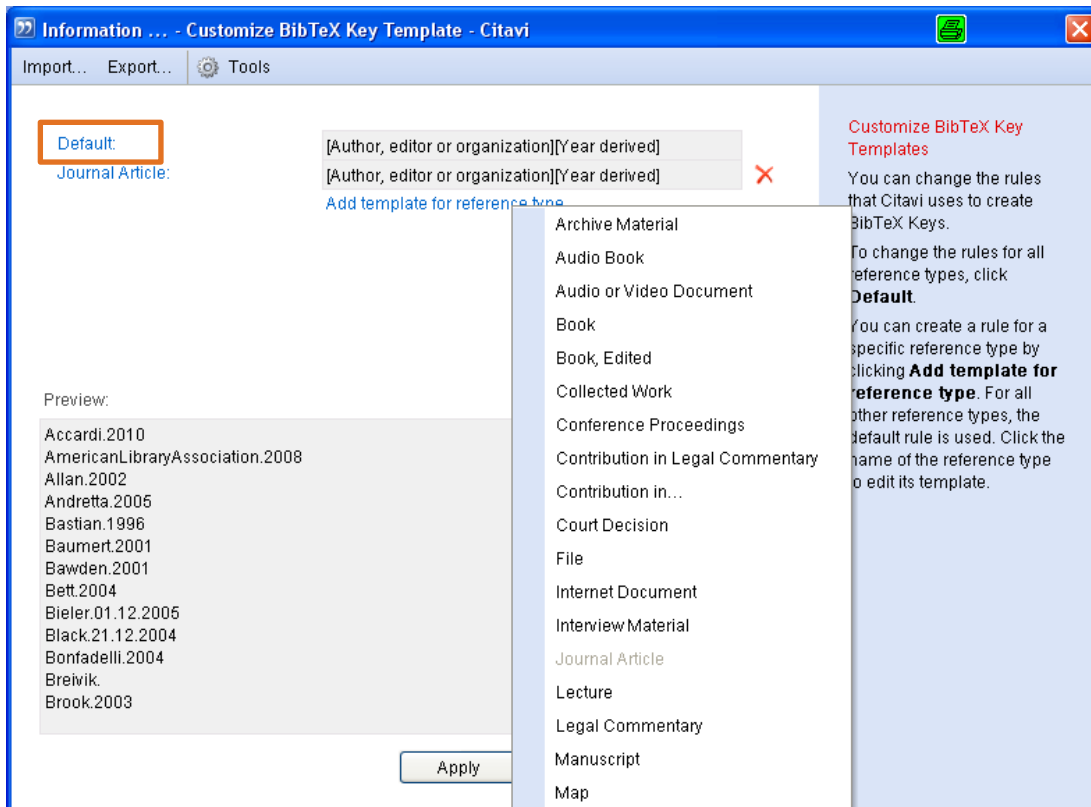 Information ... - Customize BibTeX Key Template - Citavi
Import... Export... Tools
Default:
[Author, editor or organization][Year derived]
Journal Article:
[Author, editor or organization][Year derived]
Add template for reference type
Archive Material
Audio Book
Audio or Video Document
Book
Book, Edited
Collected Work
Conference Proceedings
Contribution in Legal Commentary
Contribution in...
Court Decision
File
Internet Document
Interview Material
Journal Article
Lecture
Legal Commentary
Manuscript
Map
Preview:
Accardi.2010
AmericanLibraryAssociation.2008
Allan.2002
Andretta.2005
Bastian.1996
Baumert.2001
Bawden.2001
Bett.2004
Bieler.01.12.2005
Black.21.12.2004
Bonfadelli.2004
Breivik.
Brook.2003
Apply
Customize BibTeX Key
Templates
You can change the rules
that Citavi uses to create
BibTeX Keys.
To change the rules for all
reference types, click
Default.
You can create a rule for a
specific reference type by
clicking Add template for
reference type. For all
other reference types, the
default rule is used. Click the
name of the reference type
to edit its template.